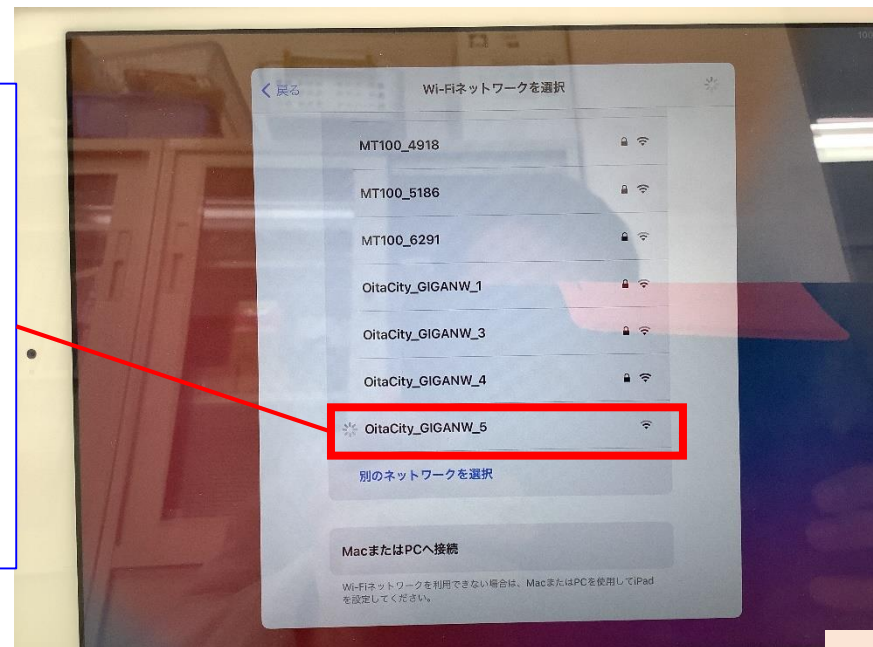 100
戻る
Wi-Fiネットワークを選択
MT100_4918
MT100_5186
MT100_6291
OitaCity_GIGANW_1
OitaCity_GIGANW_3
OitaCity_GIGANW_4
OitaCity_GIGANW_5
別のネットワークを選択
MacまたはPCへ接続
Wi-Fiネットワークを利用できない場合は、MacまたはPCを使用してiPad
を設定してください。